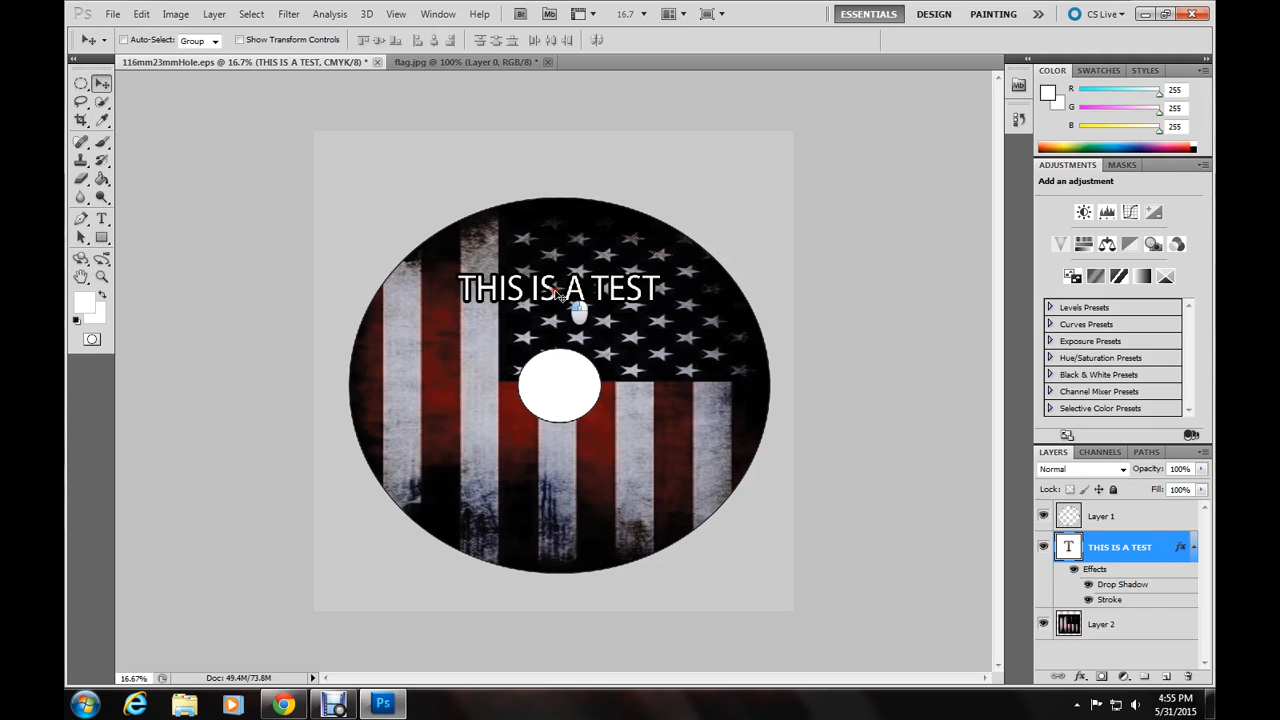 Ps File Edit Image Layer Select Filter Analysis 3D View Window Help Br Mb 16.7 ESSENTIALS DESIGN PAINTING CS Live
Auto-Select: Group Show Transform Controls
116mm23mmHole.eps @ 16.7% (THIS IS A TEST, CMYK/8) * flag.jpg @ 100% (Layer 0, RGB/8) *
COLOR SWATCHES STYLES
Mb
R 255
G 255
B 255
ADJUSTMENTS MASKS
Add an adjustment
THIS IS A TEST
Levels Presets
Curves Presets
Exposure Presets
Hue/Saturation Presets
Black & White Presets
Channel Mixer Presets
Selective Color Presets
LAYERS CHANNELS PATHS
Normal Opacity: 100%
Lock: Fill: 100%
Layer 1
T THIS IS A TEST fx
Effects
Drop Shadow
Stroke
Layer 2
16.67% Doc: 49.4M/73.8M
Ps 4:55 PM
5/31/2015